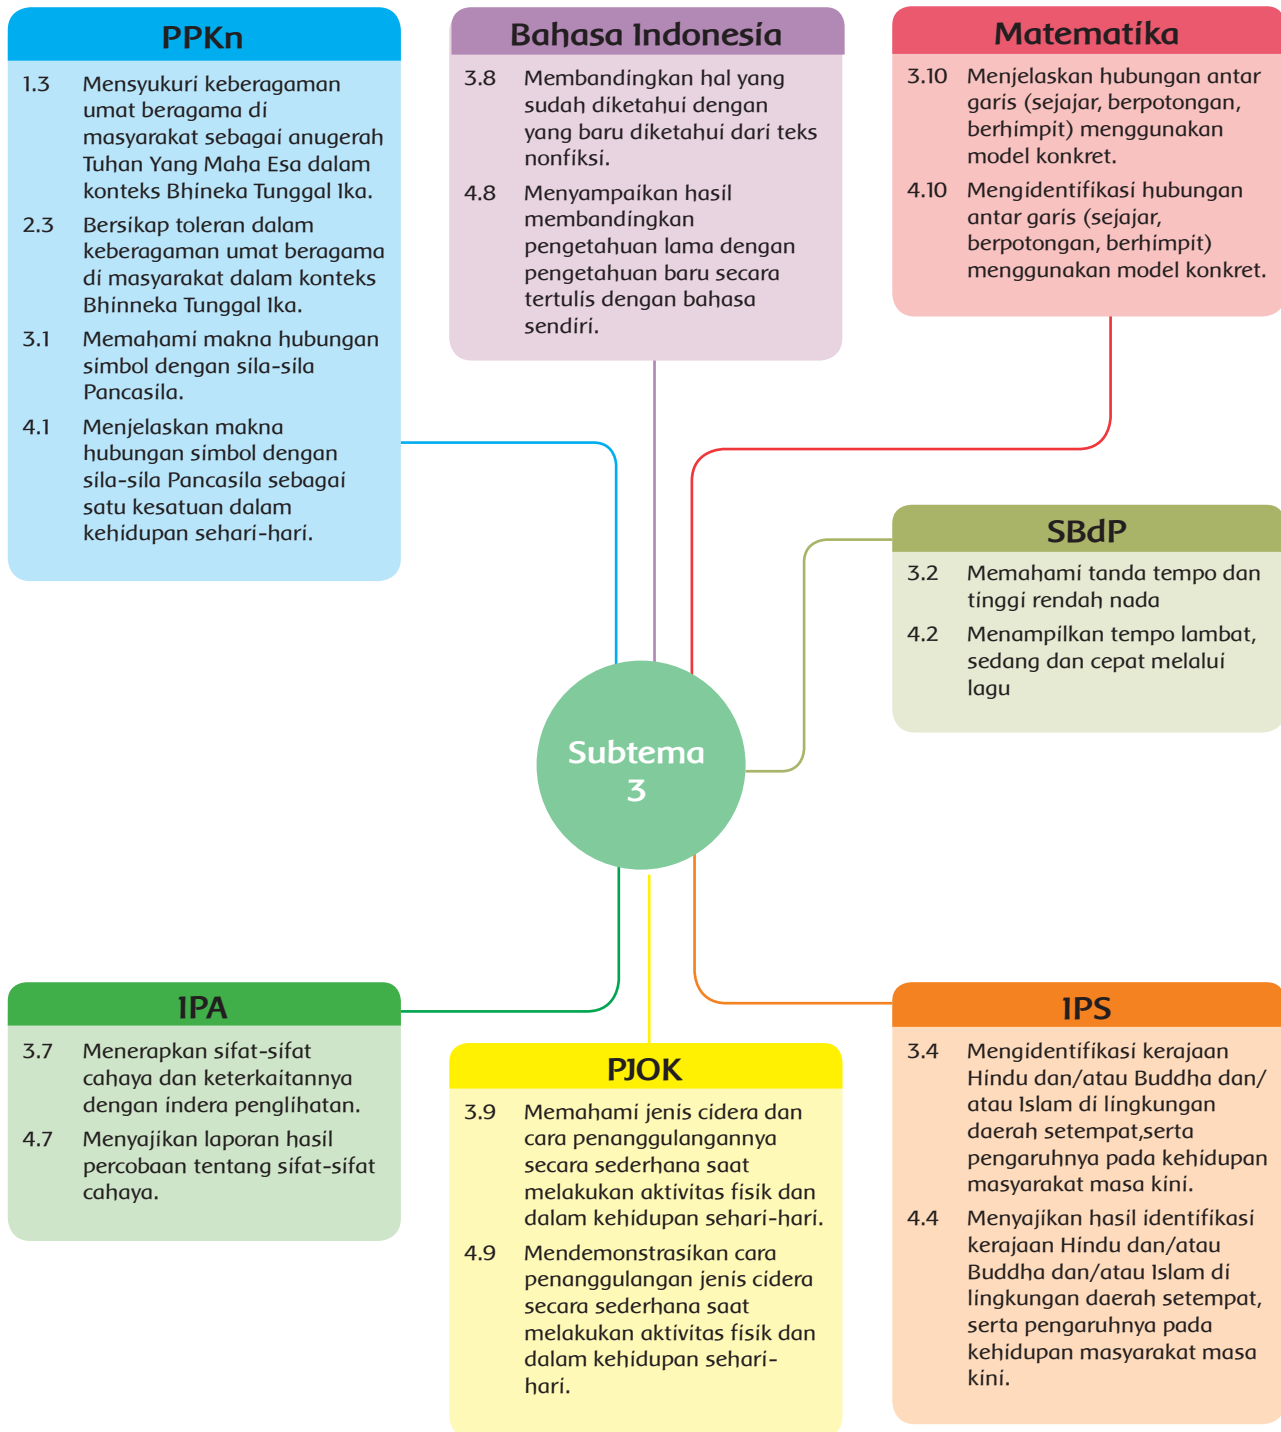 PPKn
1.3 Mensyukuri keberagaman
umat beragama di
masyarakat sebagai anugerah
Tuhan Yang Maha Esa dalam
konteks Bhineka Tunggal Ika.
2.3 Bersikap toleran dalam
keberagaman umat beragama
di masyarakat dalam konteks
Bhinneka Tunggal Ika.
3.1 Memahami makna hubungan
simbol dengan sila-sila
Pancasila.
4.1 Menjelaskan makna
hubungan simbol dengan
sila-sila Pancasila sebagai
satu kesatuan dalam
kehidupan sehari-hari.
Bahasa Indonesia
3.8 Membandingkan hal yang
sudah diketahui dengan
yang baru diketahui dari teks
nonfiksi.
4.8 Menyampaikan hasil
membandingkan
pengetahuan lama dengan
pengetahuan baru secara
tertulis dengan bahasa
sendiri.
Matematika
3.10 Menjelaskan hubungan antar
garis (sejajar, berpotongan,
berhimpit) menggunakan
model konkret.
4.10 Mengidentifikasi hubungan
antar garis (sejajar,
berpotongan, berhimpit)
menggunakan model konkret.
SBdP
3.2 Memahami tanda tempo dan
tinggi rendah nada
4.2 Menampilkan tempo lambat,
sedang dan cepat melalui
lagu
Subtema
3
IPA
3.7 Menerapkan sifat-sifat
cahaya dan keterkaitannya
dengan indera penglihatan.
4.7 Menyajikan laporan hasil
percobaan tentang sifat-sifat
cahaya.
PJOK
3.9 Memahami jenis cidera dan
cara penanggulangannya
secara sederhana saat
melakukan aktivitas fisik dan
dalam kehidupan sehari-hari.
4.9 Mendemonstrasikan cara
penanggulangan jenis cidera
secara sederhana saat
melakukan aktivitas fisik dan
dalam kehidupan sehari-
hari.
IPS
3.4 Mengidentifikasi kerajaan
Hindu dan/atau Buddha dan/
atau Islam di lingkungan
daerah setempat,serta
pengaruhnya pada kehidupan
masyarakat masa kini.
4.4 Menyajikan hasil identifikasi
kerajaan Hindu dan/atau
Buddha dan/atau Islam di
lingkungan daerah setempat,
serta pengaruhnya pada
kehidupan masyarakat masa
kini.